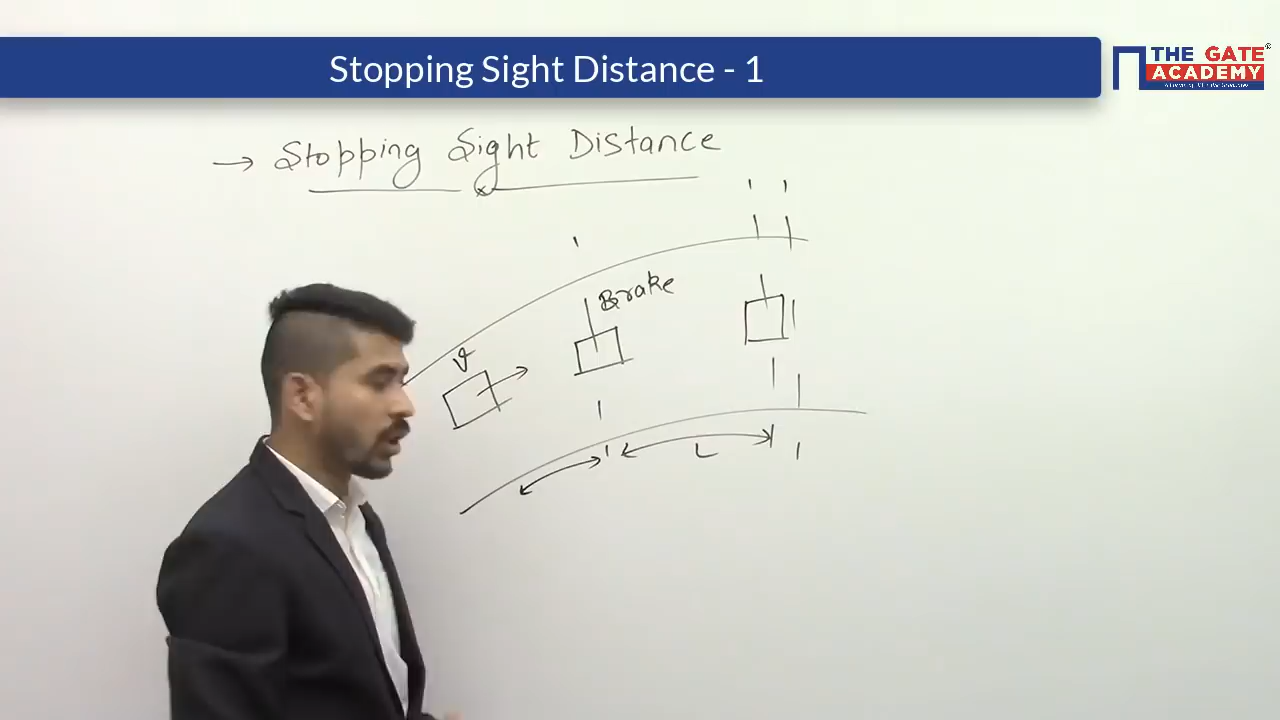 Stopping Sight Distance - 1
THE GATE
ACADEMY
→ Stopping Sight Distance
Brake
v
L